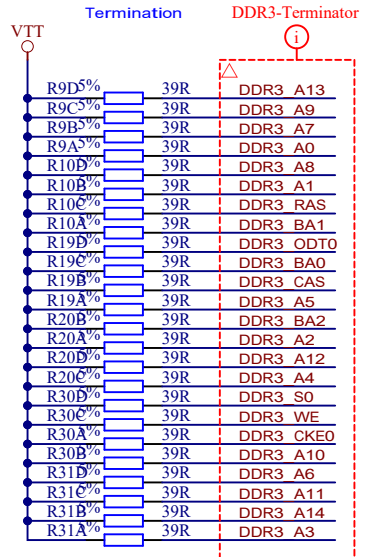 Termination DDR3-Terminator
VTT
i
R9D 5% 39R DDR3_A13
R9C 5% 39R DDR3_A9
R9B 5% 39R DDR3_A7
R9A 5% 39R DDR3_A0
R10D 5% 39R DDR3_A8
R10B 5% 39R DDR3_A1
R10C 5% 39R DDR3_RAS
R10A 5% 39R DDR3_BA1
R19D 5% 39R DDR3_ODT0
R19C 5% 39R DDR3_BA0
R19B 5% 39R DDR3_CAS
R19A 5% 39R DDR3_A5
R20B 5% 39R DDR3_BA2
R20A 5% 39R DDR3_A2
R20D 5% 39R DDR3_A12
R20C 5% 39R DDR3_A4
R30D 5% 39R DDR3_S0
R30C 5% 39R DDR3_WE
R30A 5% 39R DDR3_CKE0
R30B 5% 39R DDR3_A10
R31D 5% 39R DDR3_A6
R31C 5% 39R DDR3_A11
R31B 5% 39R DDR3_A14
R31A 5% 39R DDR3_A3